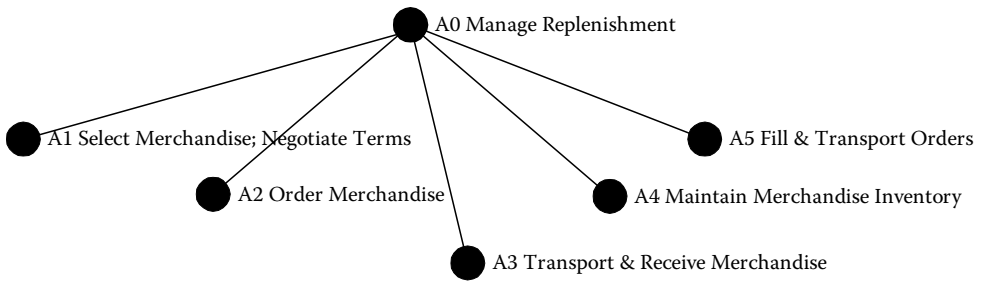 A0 Manage Replenishment
A1 Select Merchandise; Negotiate Terms
A5 Fill & Transport Orders
A2 Order Merchandise
A4 Maintain Merchandise Inventory
A3 Transport & Receive Merchandise